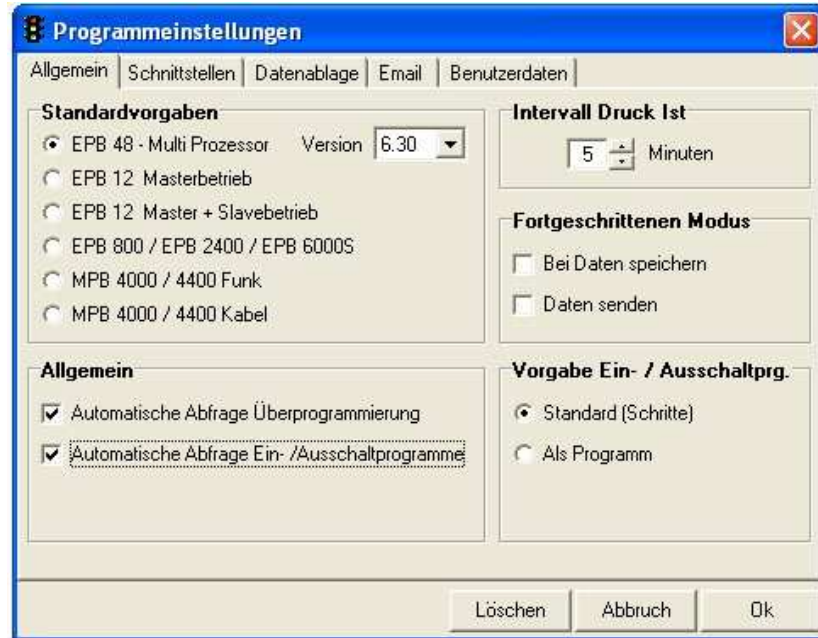 Programmeinstellungen
Allgemein
Schnittstellen
Datenablage
Email
Benutzerdaten
Standardvorgaben
EPB 48 - Multi Prozessor Version 6.30
EPB 12 Masterbetrieb
EPB 12 Master + Slavebetrieb
EPB 800 / EPB 2400 / EPB 6000S
MPB 4000 / 4400 Funk
MPB 4000 / 4400 Kabel
Intervall Druck Ist
5 Minuten
Fortgeschrittenen Modus
Bei Daten speichern
Daten senden
Allgemein
Automatische Abfrage Überprogrammierung
Automatische Abfrage Ein- /Ausschaltprogramme
Vorgabe Ein- / Ausschaltprg.
Standard (Schritte)
Als Programm
Löschen
Abbruch
Ok